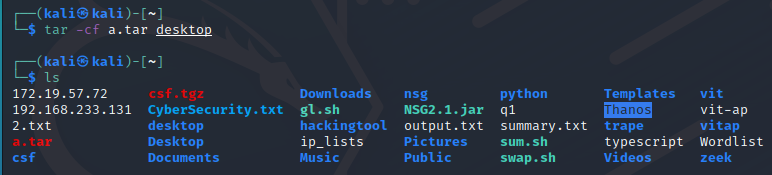 ┌──(kali㉿kali)-[~]
└─$ tar -cf a.tar desktop
┌──(kali㉿kali)-[~]
└─$ ls
172.19.57.72 csf.tgz Downloads nsg python Templates vit
192.168.233.131 CyberSecurity.txt gl.sh NSG2.1.jar q1 Thanos vit-ap
2.txt desktop hackingtool output.txt summary.txt trape vitap
a.tar Desktop ip_lists Pictures sum.sh typescript Wordlist
csf Documents Music Public swap.sh Videos zeek